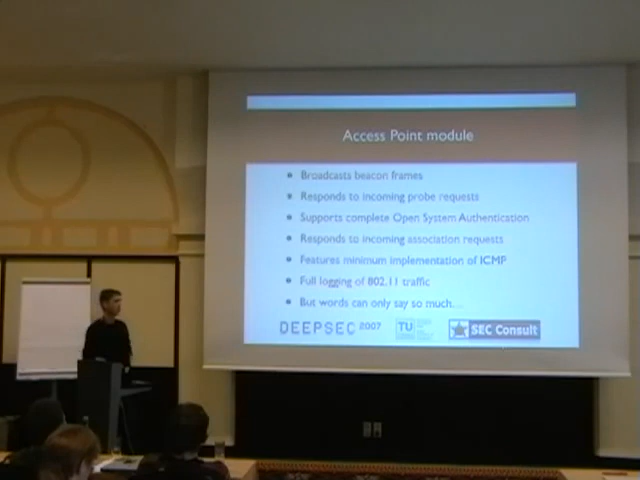 Access Point module
Broadcasts beacon frames
Responds to incoming probe requests
Supports complete Open System Authentication
Responds to incoming association requests
Features minimum implementation of ICMP
Full logging of 802.11 traffic
But words can only say so much...
DEEPSEC 2007 TU SEC Consult